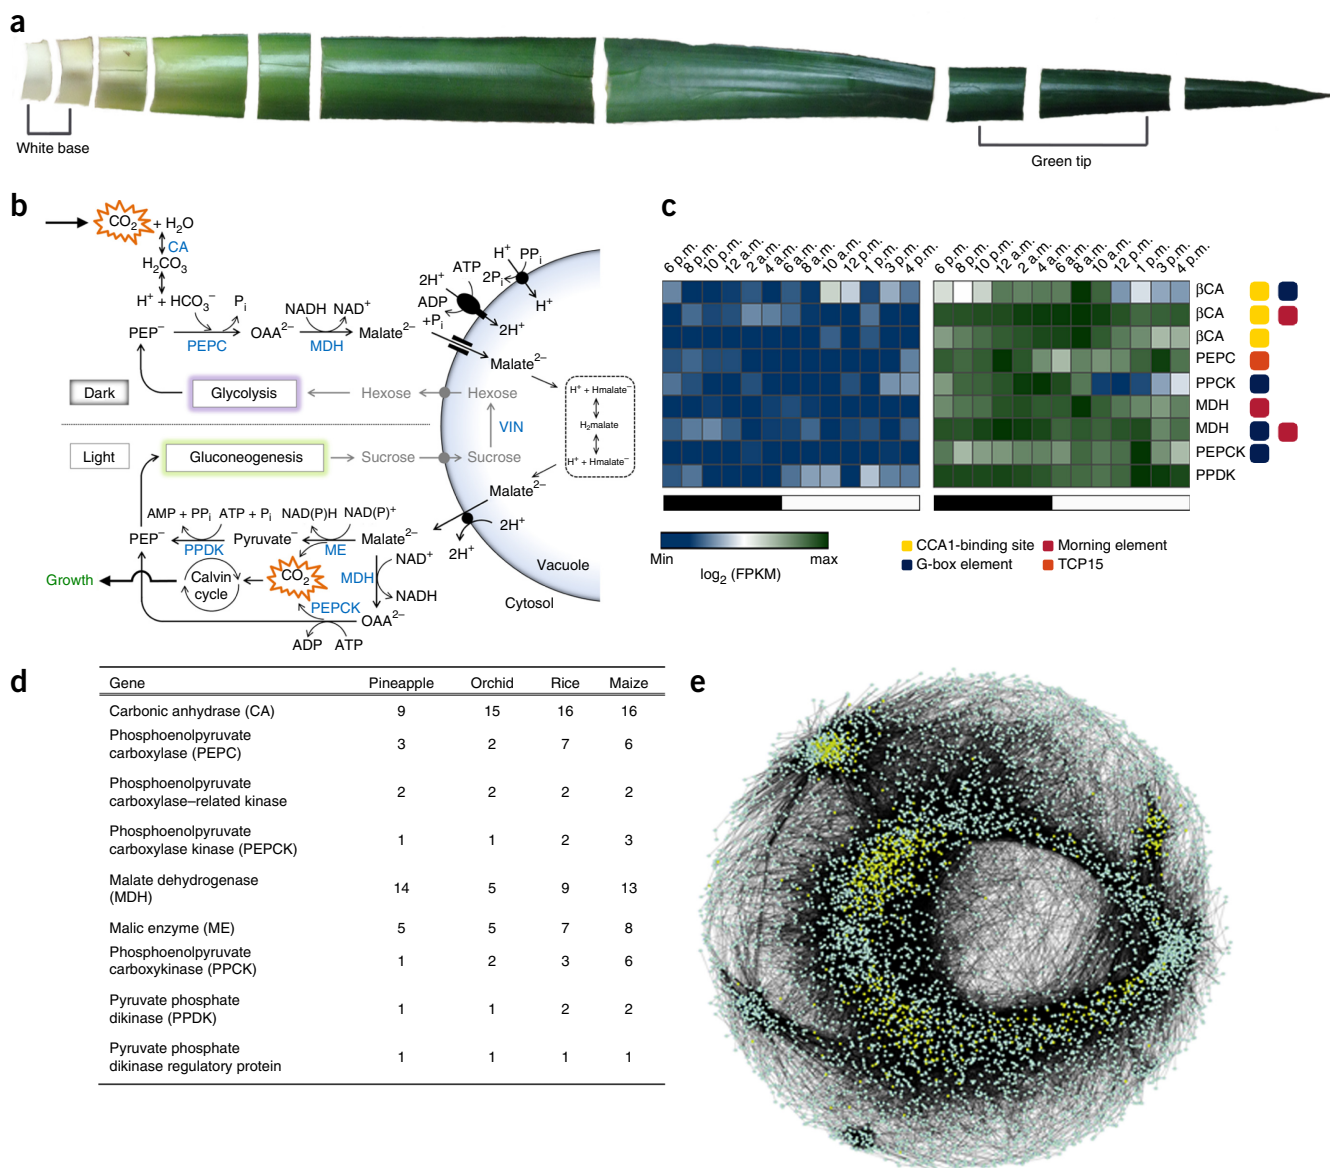 a
White base
Green tip
b
CO2 + H2O
CA
H2CO3
H+ + HCO3−
Pi
PEP−
PEPC
OAA2−
NADH
NAD+
MDH
Malate2−
2H+
ATP
ADP
+Pi
2H+
H+
PPi
2Pi
H+
Malate2−
H+ + Hmalate−
H2malate
H+ + Hmalate−
Dark
Glycolysis
Hexose
Hexose
VIN
Light
Gluconeogenesis
Sucrose
Sucrose
Malate2−
2H+
2H+
AMP + PPi
ATP + Pi
NAD(P)H
NAD(P)+
PEP−
PPDK
Pyruvate−
ME
Malate2−
Growth
Calvin
cycle
CO2
MDH
NAD+
NADH
PEPCK
OAA2−
ADP
ATP
Vacuole
Cytosol
c
6 p.m. 8 p.m. 10 p.m. 12 a.m. 2 a.m. 4 a.m. 6 a.m. 8 a.m. 10 a.m. 12 p.m. 1 p.m. 3 p.m. 4 p.m.
6 p.m. 8 p.m. 10 p.m. 12 a.m. 2 a.m. 4 a.m. 6 a.m. 8 a.m. 10 a.m. 12 p.m. 1 p.m. 3 p.m. 4 p.m.
βCA
βCA
βCA
PEPC
PPCK
MDH
MDH
PEPCK
PPDK
Min
max
log2 (FPKM)
CCA1-binding site
Morning element
G-box element
TCP15
d
Gene Pineapple Orchid Rice Maize
Carbonic anhydrase (CA) 9 15 16 16
Phosphoenolpyruvate
carboxylase (PEPC) 3 2 7 6
Phosphoenolpyruvate
carboxylase–related kinase 2 2 2 2
Phosphoenolpyruvate
carboxylase kinase (PEPCK) 1 1 2 3
Malate dehydrogenase
(MDH) 14 5 9 13
Malic enzyme (ME) 5 5 7 8
Phosphoenolpyruvate
carboxykinase (PPCK) 1 2 3 6
Pyruvate phosphate
dikinase (PPDK) 1 1 2 2
Pyruvate phosphate
dikinase regulatory protein 1 1 1 1
e